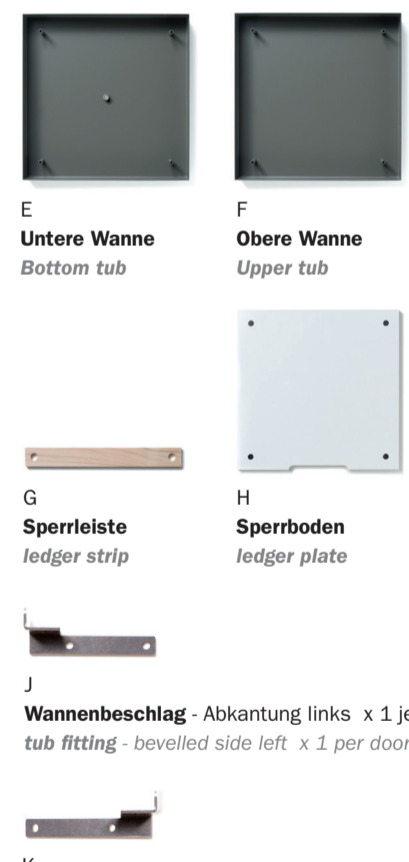 E
Untere Wanne
Bottom tub
F
Obere Wanne
Upper tub
G
Sperrleiste
ledger strip
H
Sperrboden
ledger plate
J
Wannenbeschlag - Abkantung links x 1
tub fitting - bevelled side left x 1 per door
K